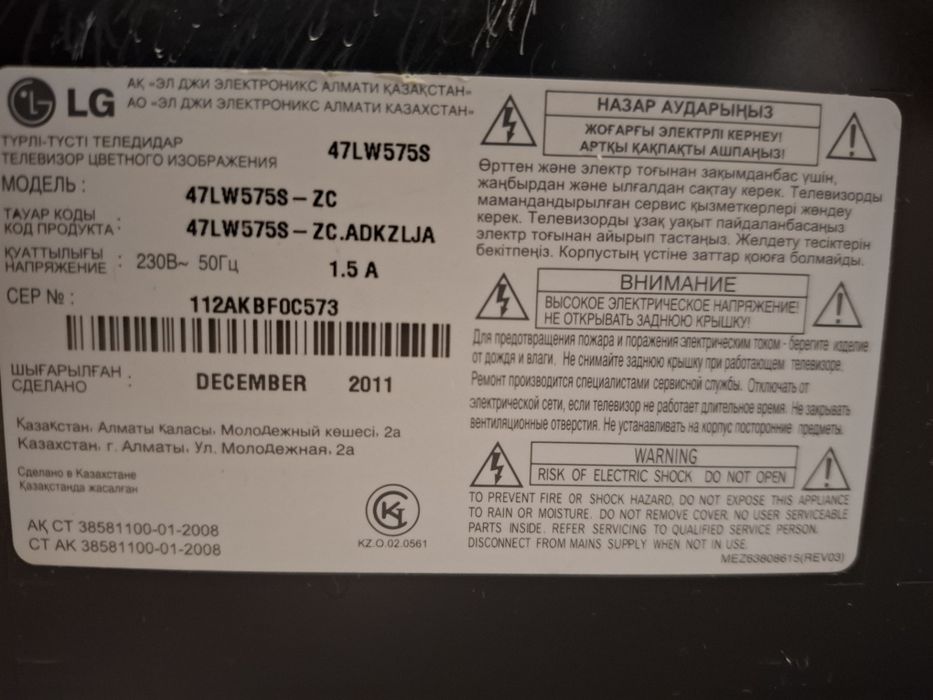 LG
АҚ «ЭЛ ДЖИ ЭЛЕКТРОНИКС АЛМАТИ ҚАЗАҚСТАН»
АО «ЭЛ ДЖИ ЭЛЕКТРОНИКС АЛМАТИ КАЗАХСТАН»
ТҮРЛІ-ТҮСТІ ТЕЛЕДИДАР
ТЕЛЕВИЗОР ЦВЕТНОГО ИЗОБРАЖЕНИЯ
47LW575S
МОДЕЛЬ :
47LW575S-ZC
ТАУАР КОДЫ
КОД ПРОДУКТА :
47LW575S-ZC.ADKZLJA
ҚУАТТЫЛЫҒЫ
НАПРЯЖЕНИЕ :
230В~ 50Гц
1.5 A
СЕР № :
112AKBF0C573
ШЫҒАРЫЛҒАН
СДЕЛАНО :
DECEMBER 2011
Казақстан, Алматы Қаласы, Молодежный көшесі, 2а
Казахстан, г. Алматы, Ул. Молодежная, 2а
Сделано в Казахстане
Қазақстанда жасалған
АҚ СТ 38581100-01-2008
СТ АК 38581100-01-2008
KZ.O.02.0561
НАЗАР АУДАРЫҢЫЗ
ЖОҒАРҒЫ ЭЛЕКТРЛІ КЕРНЕУ!
АРТҚЫ ҚАҚПАҚТЫ АШПАҢЫЗ!
Өрттен және электр тоғынан зақымданбас үшін,
жаңбырдан және ылғалдан сақтау керек. Телевизорды
мамандандырылған сервис қызметкерлері жөндеу
керек. Телевизорды ұзақ уақыт пайдаланбасаңыз
электр тоғынан айырып тастаңыз. Желдету тесіктерін
бекітпеңіз. Корпустың үстіне заттар қоюға болмайды.
ВНИМАНИЕ
ВЫСОКОЕ ЭЛЕКТРИЧЕСКОЕ НАПРЯЖЕНИЕ!
НЕ ОТКРЫВАТЬ ЗАДНЮЮ КРЫШКУ!
Для предотвращения пожара и поражения электрическим током - берегите изделие
от дождя и влаги. Не снимайте заднюю крышку при работающем телевизоре.
Ремонт производится специалистами сервисной службы. Отключать от
электрической сети, если телевизор не работает длительное время. Не закрывать
вентиляционные отверстия. Не устанавливать на корпус посторонние предметы.
WARNING
RISK OF ELECTRIC SHOCK DO NOT OPEN
TO PREVENT FIRE OR SHOCK HAZARD, DO NOT EXPOSE THIS APPLIANCE
TO RAIN OR MOISTURE. DO NOT REMOVE COVER. NO USER SERVICEABLE
PARTS INSIDE. REFER SERVICING TO QUALIFIED SERVICE PERSON.
DISCONNECT FROM MAINS SUPPLY WHEN NOT IN USE.
MEZ63808615(REV03)